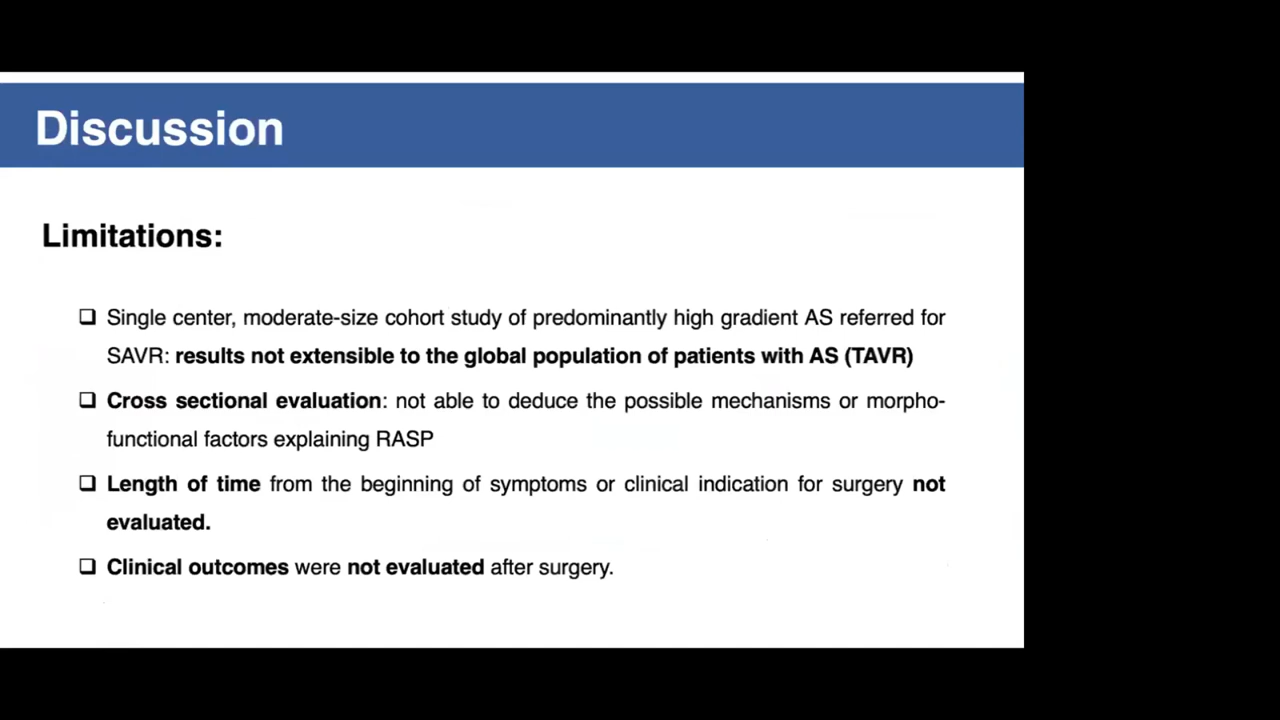 Discussion
Limitations:
❑ Single center, moderate-size cohort study of predominantly high gradient AS referred for
SAVR: results not extensible to the global population of patients with AS (TAVR)
❑ Cross sectional evaluation: not able to deduce the possible mechanisms or morpho-
functional factors explaining RASP
❑ Length of time from the beginning of symptoms or clinical indication for surgery not
evaluated.
❑ Clinical outcomes were not evaluated after surgery.